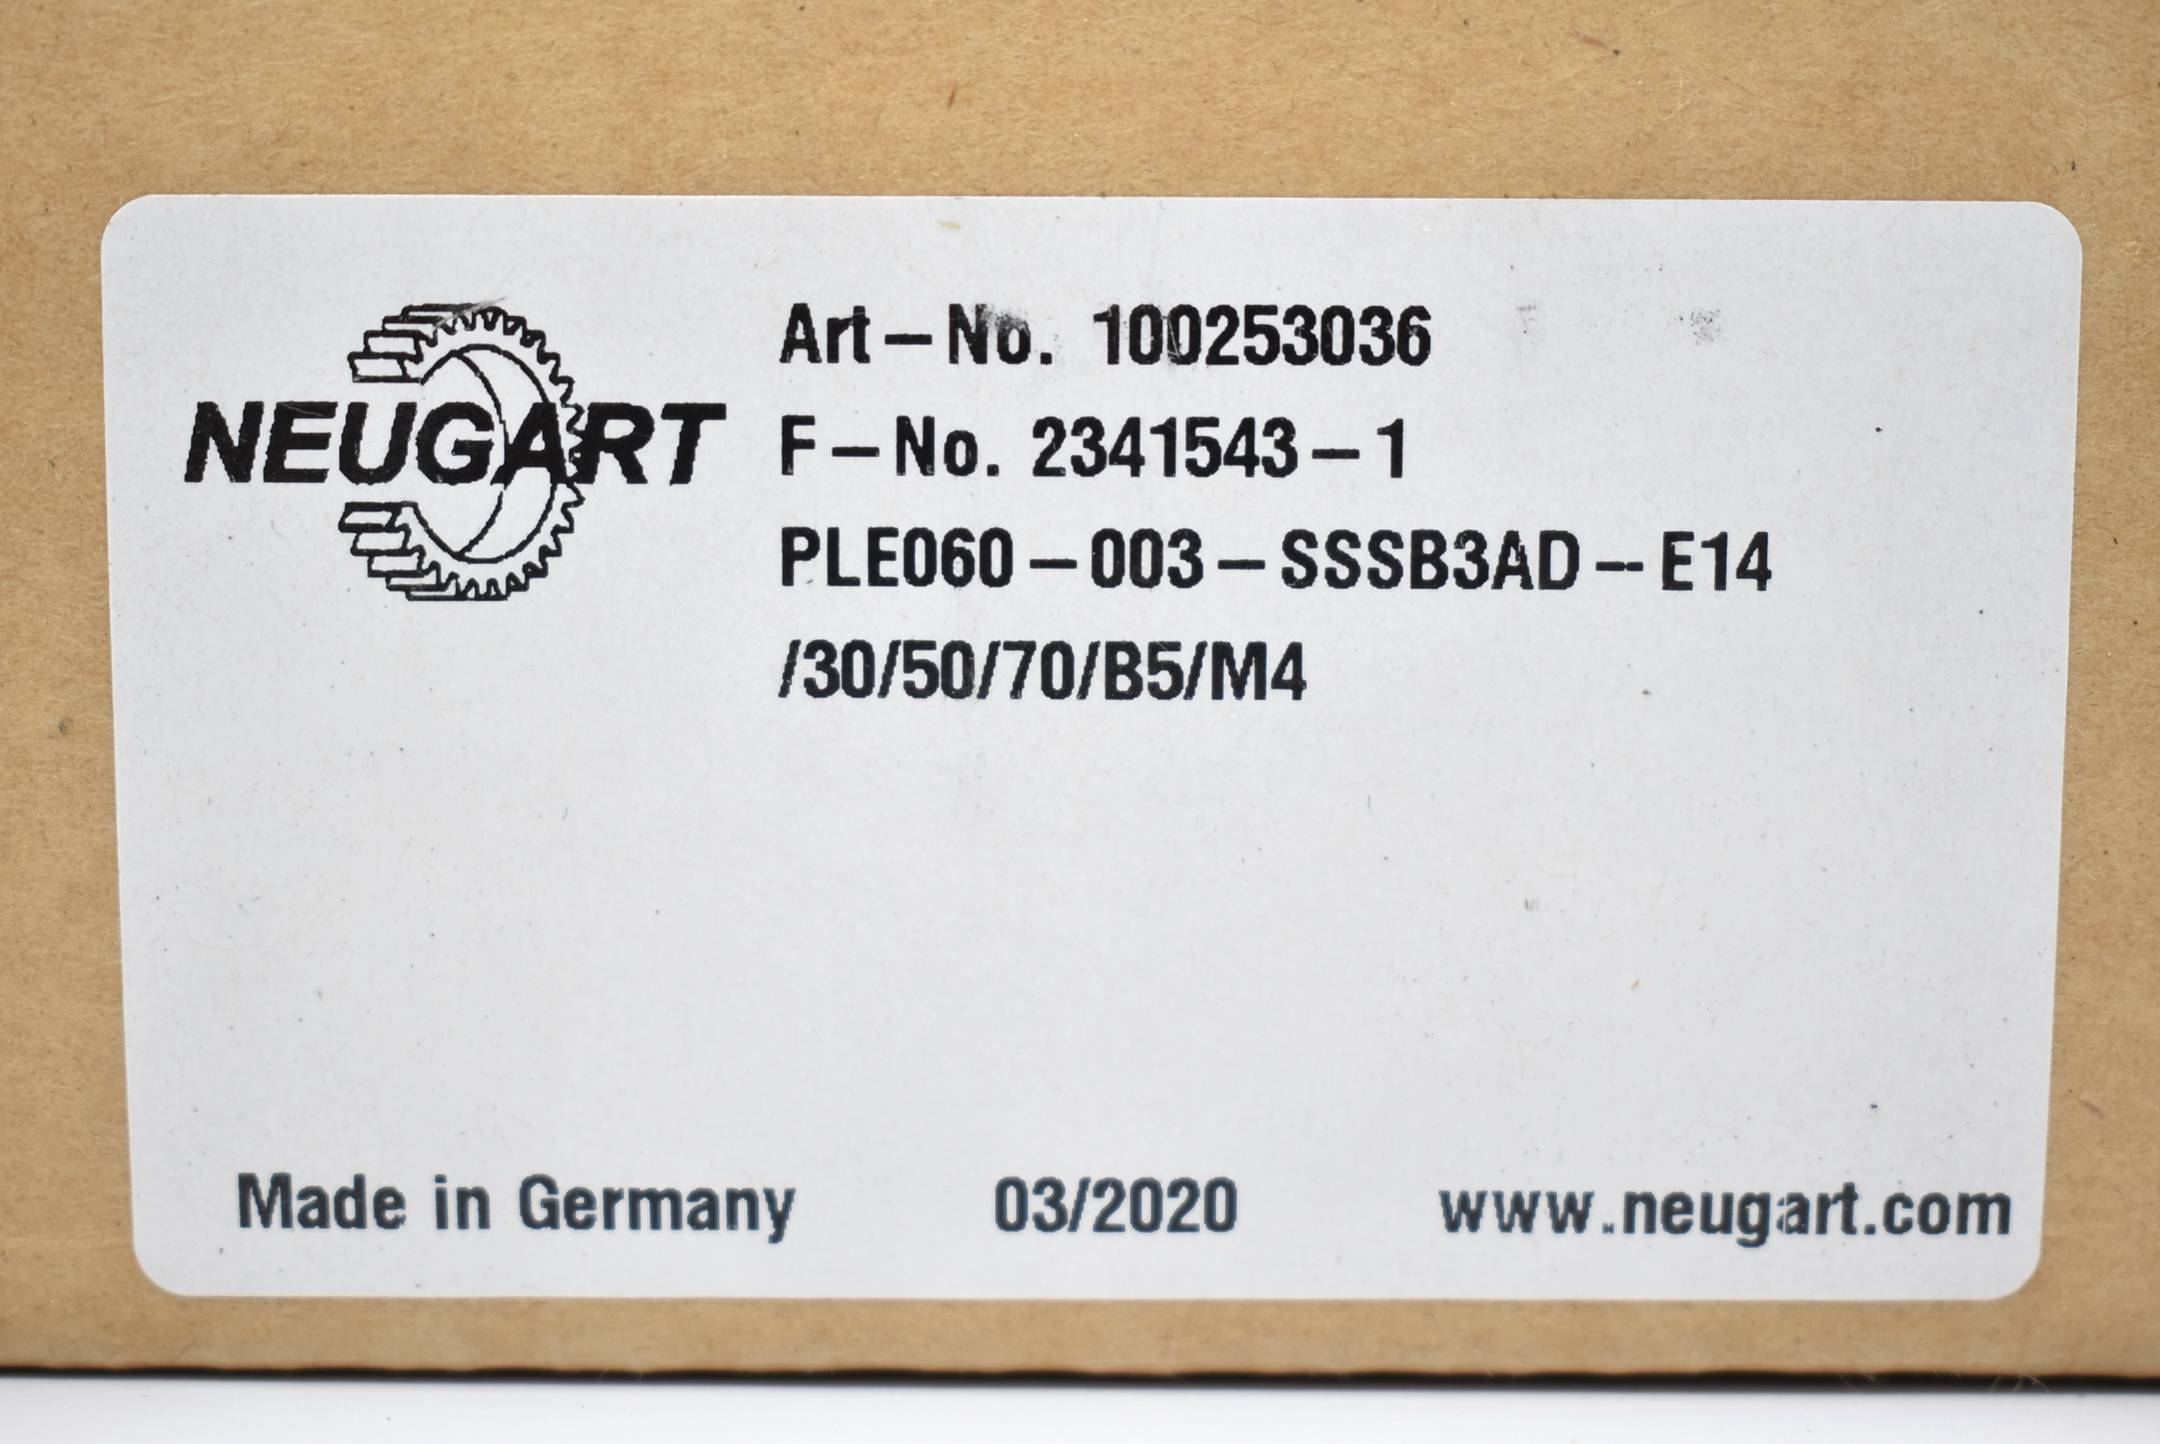 NEUGART
Art-No. 100253036
F-No. 2341543-1
PLE060-003-SSSB3AD--E14
/30/50/70/B5/M4
Made in Germany 03/2020 www.neugart.com